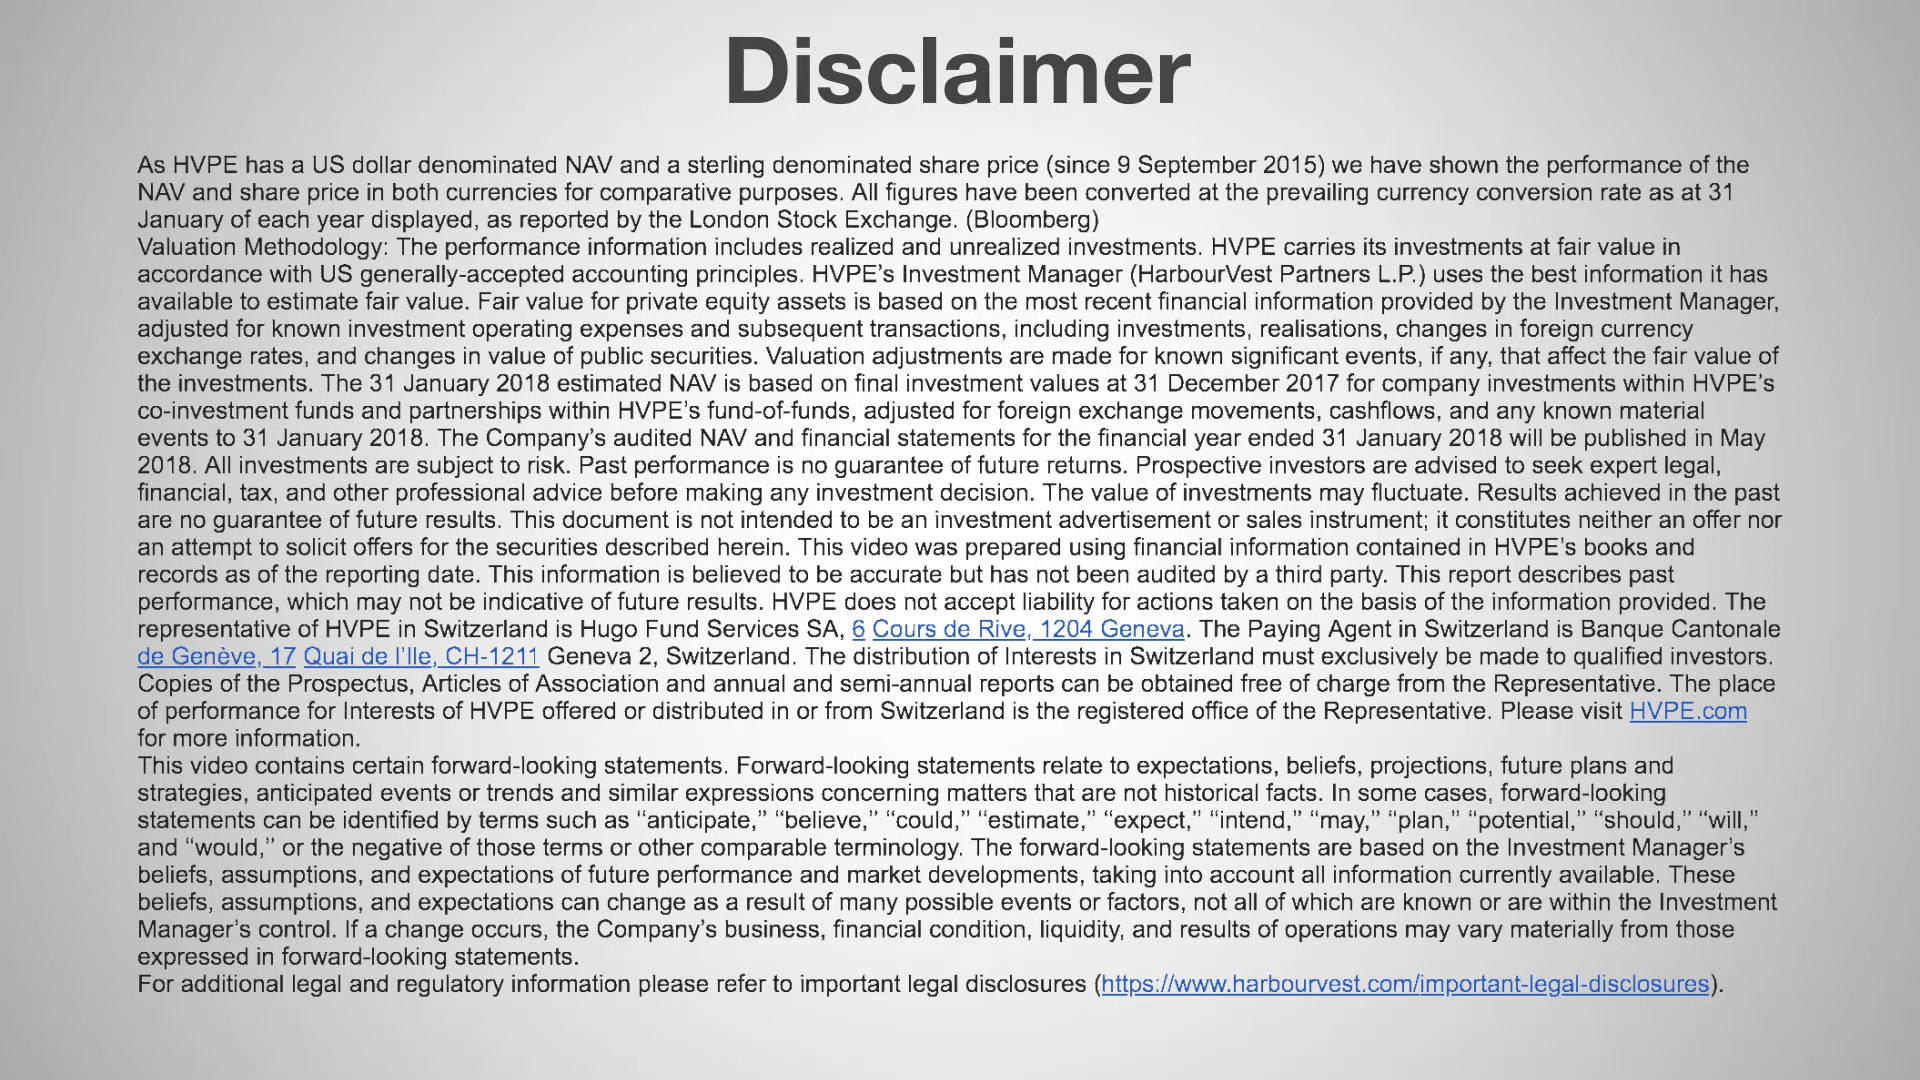 Disclaimer
As HVPE has a US dollar denominated NAV and a sterling denominated share price (since 9 September 2015) we have shown the performance of the
NAV and share price in both currencies for comparative purposes. All figures have been converted at the prevailing currency conversion rate as at 31
January of each year displayed, as reported by the London Stock Exchange. (Bloomberg)
Valuation Methodology: The performance information includes realized and unrealized investments. HVPE carries its investments at fair value in
accordance with US generally-accepted accounting principles. HVPE’s Investment Manager (HarbourVest Partners L.P.) uses the best information it has
available to estimate fair value. Fair value for private equity assets is based on the most recent financial information provided by the Investment Manager,
adjusted for known investment operating expenses and subsequent transactions, including investments, realisations, changes in foreign currency
exchange rates, and changes in value of public securities. Valuation adjustments are made for known significant events, if any, that affect the fair value of
the investments. The 31 January 2018 estimated NAV is based on final investment values at 31 December 2017 for company investments within HVPE’s
co-investment funds and partnerships within HVPE’s fund-of-funds, adjusted for foreign exchange movements, cashflows, and any known material
events to 31 January 2018. The Company’s audited NAV and financial statements for the financial year ended 31 January 2018 will be published in May
2018. All investments are subject to risk. Past performance is no guarantee of future returns. Prospective investors are advised to seek expert legal,
financial, tax, and other professional advice before making any investment decision. The value of investments may fluctuate. Results achieved in the past
are no guarantee of future results. This document is not intended to be an investment advertisement or sales instrument; it constitutes neither an offer nor
an attempt to solicit offers for the securities described herein. This video was prepared using financial information contained in HVPE’s books and
records as of the reporting date. This information is believed to be accurate but has not been audited by a third party. This report describes past
performance, which may not be indicative of future results. HVPE does not accept liability for actions taken on the basis of the information provided. The
representative of HVPE in Switzerland is Hugo Fund Services SA, 6 Cours de Rive, 1204 Geneva. The Paying Agent in Switzerland is Banque Cantonale
de Genève, 17 Quai de l’Ile, CH-1211 Geneva 2, Switzerland. The distribution of Interests in Switzerland must exclusively be made to qualified investors.
Copies of the Prospectus, Articles of Association and annual and semi-annual reports can be obtained free of charge from the Representative. The place
of performance for Interests of HVPE offered or distributed in or from Switzerland is the registered office of the Representative. Please visit HVPE.com
for more information.
This video contains certain forward-looking statements. Forward-looking statements relate to expectations, beliefs, projections, future plans and
strategies, anticipated events or trends and similar expressions concerning matters that are not historical facts. In some cases, forward-looking
statements can be identified by terms such as “anticipate,” “believe,” “could,” “estimate,” “expect,” “intend,” “may,” “plan,” “potential,” “should,” “will,”
and “would,” or the negative of those terms or other comparable terminology. The forward-looking statements are based on the Investment Manager’s
beliefs, assumptions, and expectations of future performance and market developments, taking into account all information currently available. These
beliefs, assumptions, and expectations can change as a result of many possible events or factors, not all of which are known or are within the Investment
Manager’s control. If a change occurs, the Company’s business, financial condition, liquidity, and results of operations may vary materially from those
expressed in forward-looking statements.
For additional legal and regulatory information please refer to important legal disclosures (https://www.harbourvest.com/important-legal-disclosures).